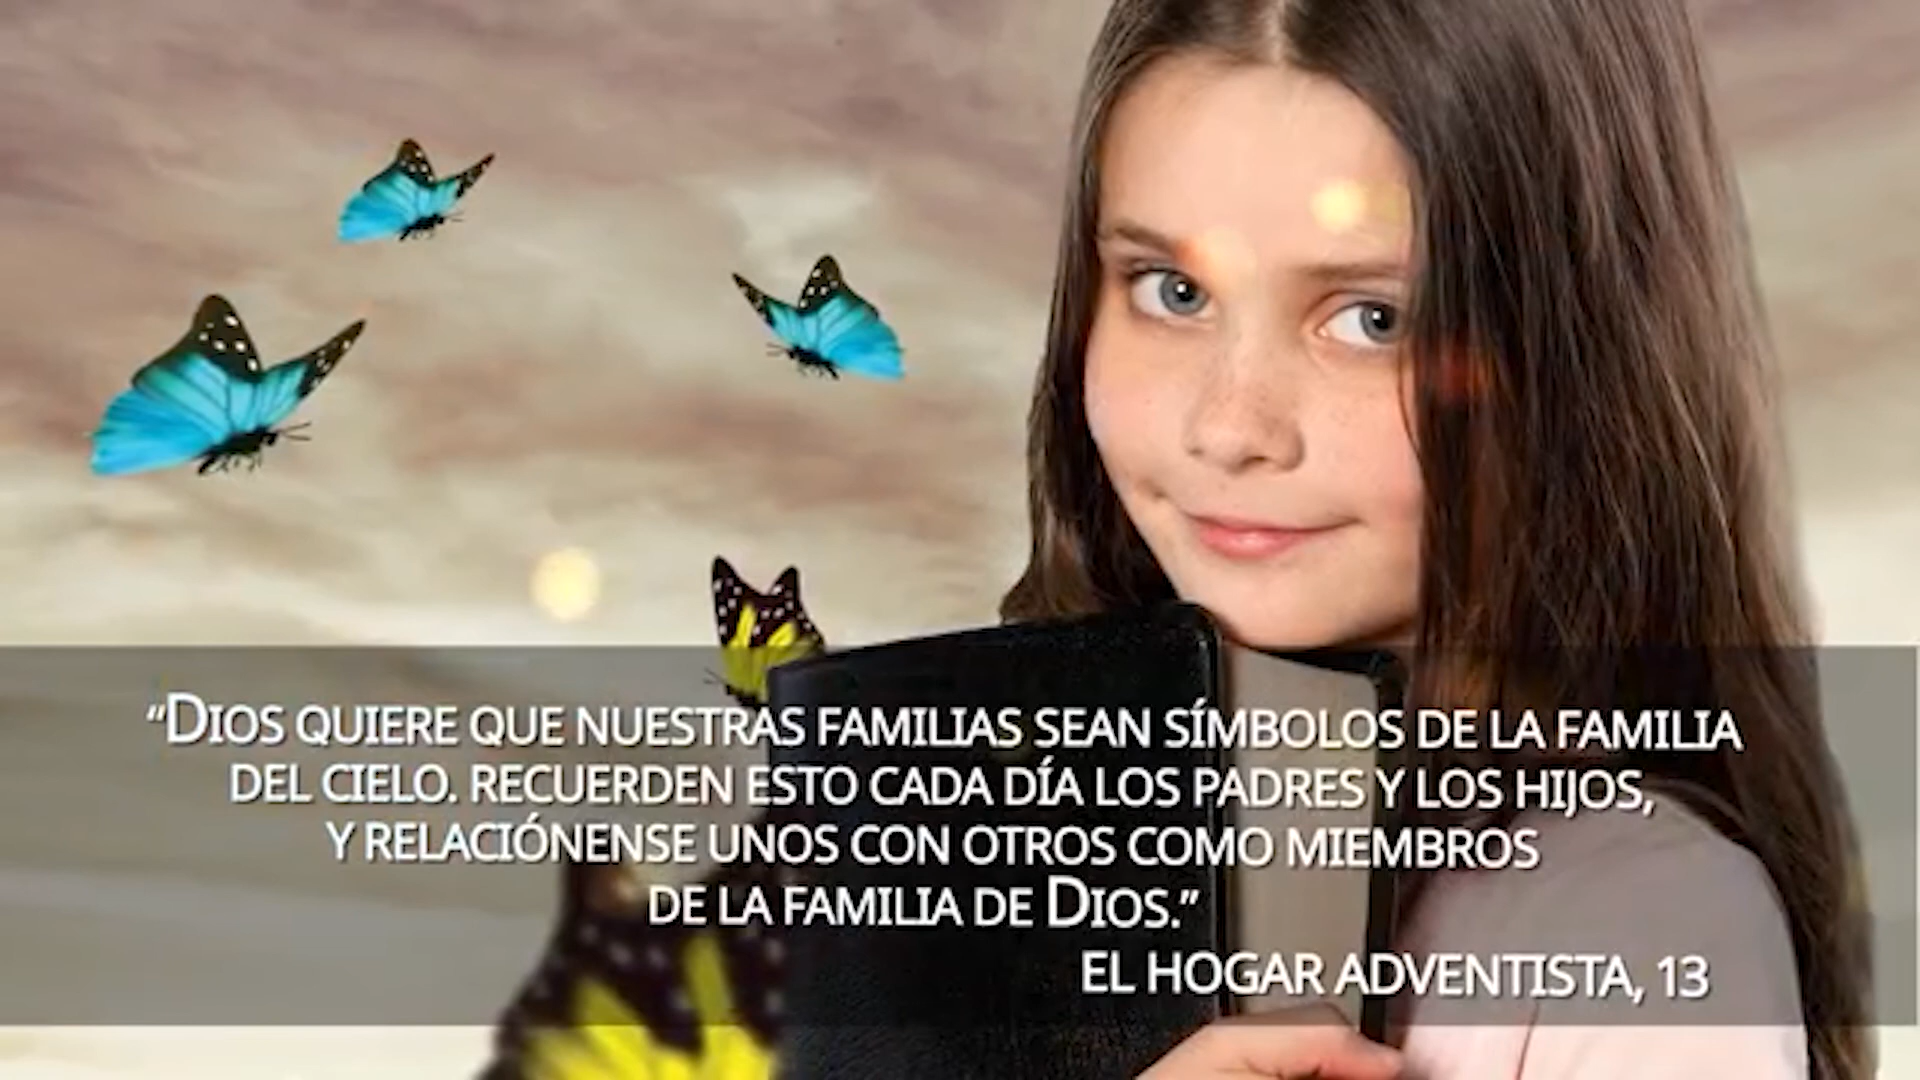 “DIOS QUIERE QUE NUESTRAS FAMILIAS SEAN SÍMBOLOS DE LA FAMILIA
DEL CIELO. RECUERDEN ESTO CADA DÍA LOS PADRES Y LOS HIJOS,
Y RELACIÓNENSE UNOS CON OTROS COMO MIEMBROS
DE LA FAMILIA DE DIOS.”
EL HOGAR ADVENTISTA, 13